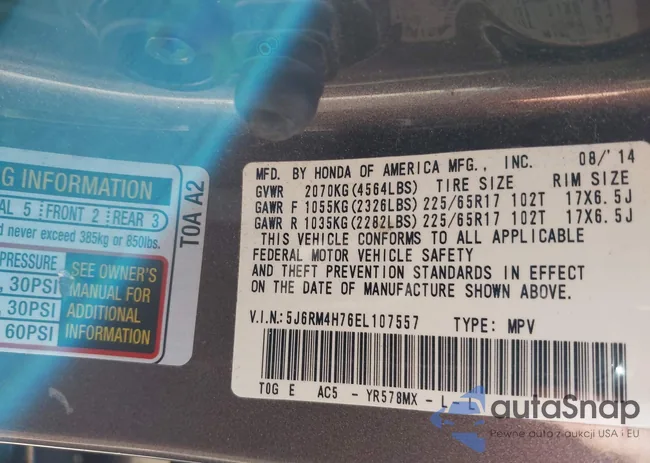 G INFORMATION
AL 5 FRONT 2 REAR 3
d never exceed 385kg or 850lbs.
PRESSURE
, 30PSI
, 30PSI
60PSI
SEE OWNER'S
MANUAL FOR
ADDITIONAL
INFORMATION
T0A A2
MFD. BY HONDA OF AMERICA MFG., INC. 08/'14
GVWR 2070KG(4564LBS) TIRE SIZE RIM SIZE
GAWR F 1055KG(2326LBS) 225/65R17 102T 17X6.5J
GAWR R 1035KG(2282LBS) 225/65R17 102T 17X6.5J
THIS VEHICLE CONFORMS TO ALL APPLICABLE
FEDERAL MOTOR VEHICLE SAFETY
AND THEFT PREVENTION STANDARDS IN EFFECT
ON THE DATE OF MANUFACTURE SHOWN ABOVE.
V.I.N.:5J6RM4H76EL107557 TYPE: MPV
T0G E AC5 - YR578MX - L - L
autaSnap
Pewne auta z aukcji USA i EU